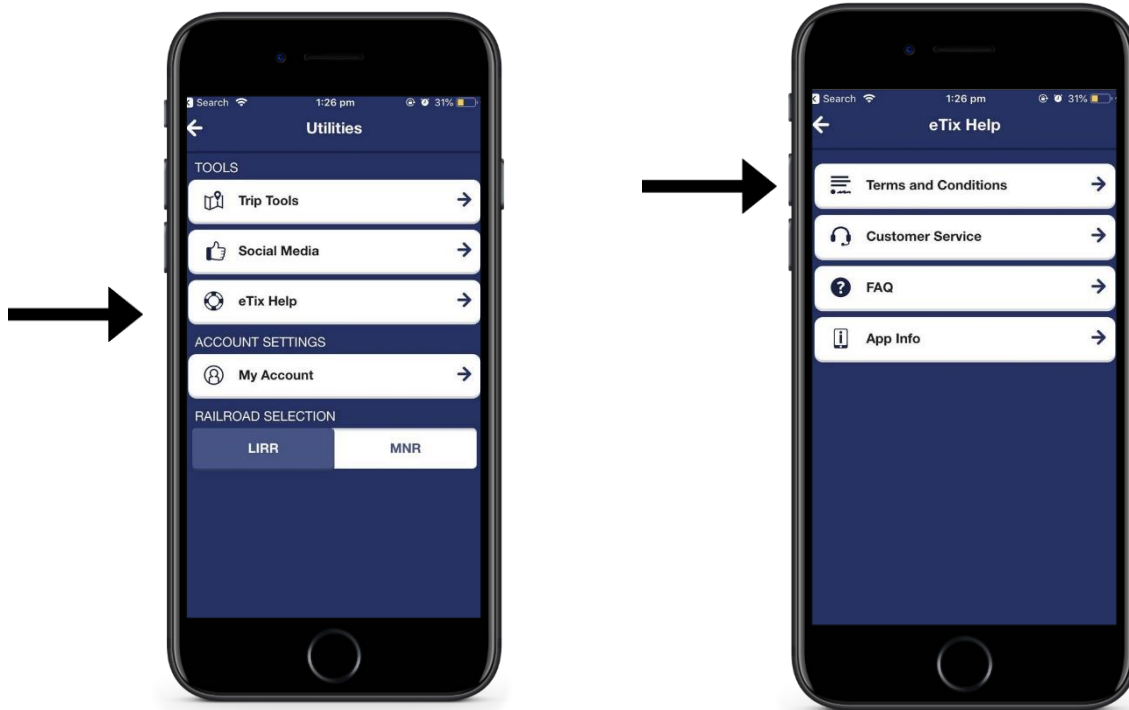 Search 1:26 pm 31%
Utilities
TOOLS
Trip Tools
Social Media
eTix Help
ACCOUNT SETTINGS
My Account
RAILROAD SELECTION
LIRR MNR
Search 1:26 pm 31%
eTix Help
Terms and Conditions
Customer Service
FAQ
App Info